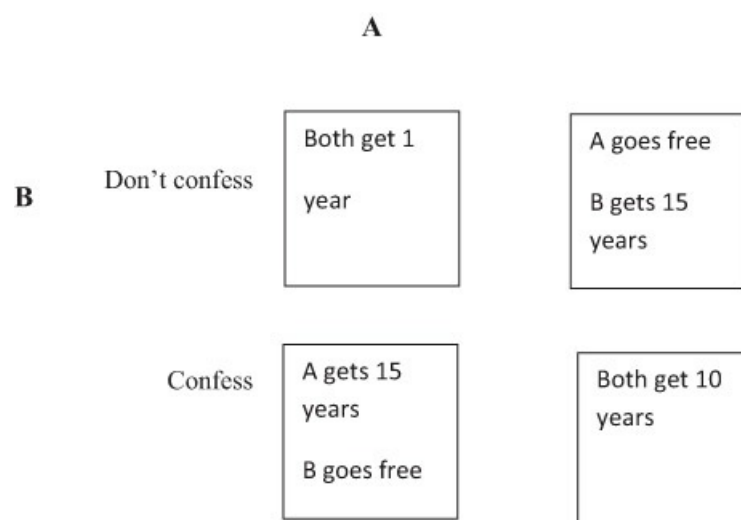 A
B
Don’t confess
Both get 1
year
A goes free
B gets 15
years
Confess
A gets 15
years
B goes free
Both get 10
years